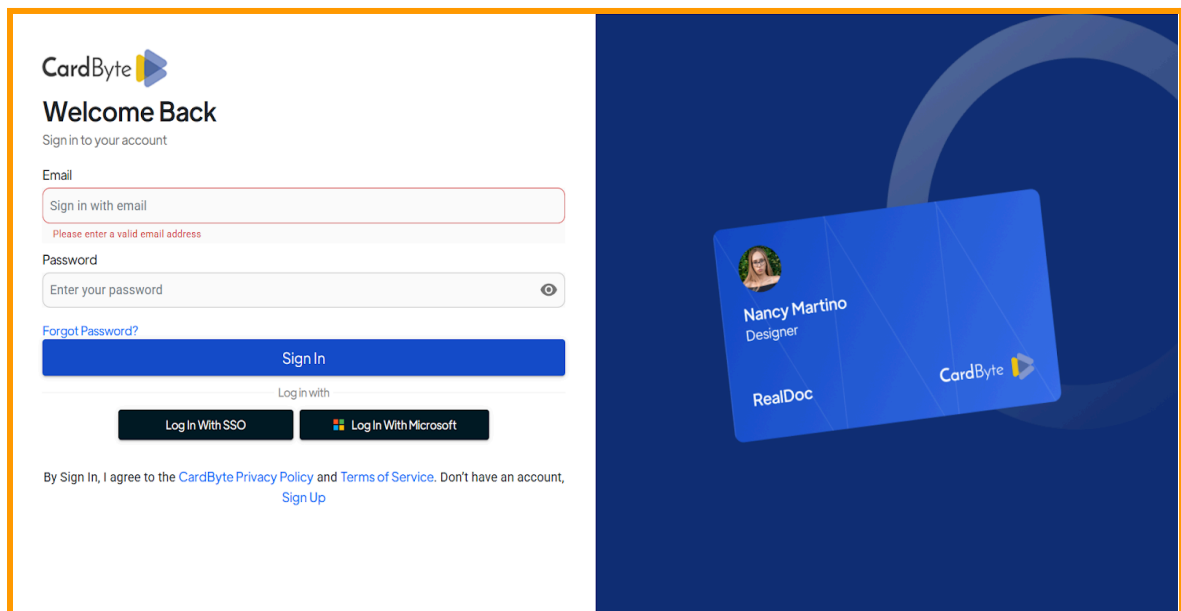 CardByte
Welcome Back
Sign in to your account
Email
Sign in with email
Please enter a valid email address
Password
Enter your password
Forgot Password?
Sign In
Log in with
Log In With SSO
Log In With Microsoft
By Sign In, I agree to the CardByte Privacy Policy and Terms of Service. Don’t have an account,
Sign Up
Nancy Martino
Designer
RealDoc
CardByte